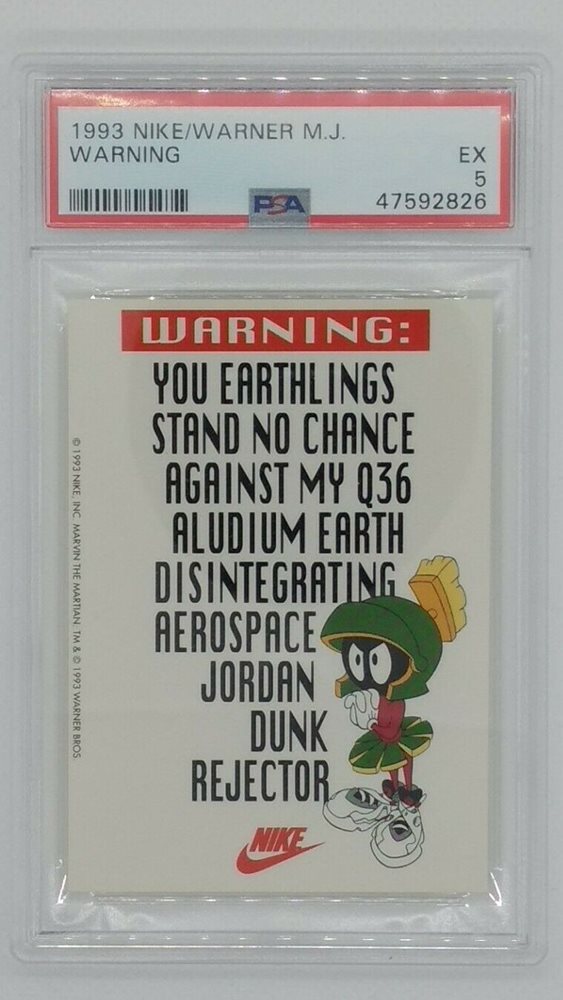 1993 NIKE/WARNER M.J.
WARNING
EX
5
PSA
47592826
WARNING:
YOU EARTHLINGS
STAND NO CHANCE
AGAINST MY Q36
ALUDIUM EARTH
DISINTEGRATING
AEROSPACE
JORDAN
DUNK
REJECTOR
NIKE
© 1993 NIKE, INC. MARVIN THE MARTIAN. TM & © 1993 WARNER BROS.